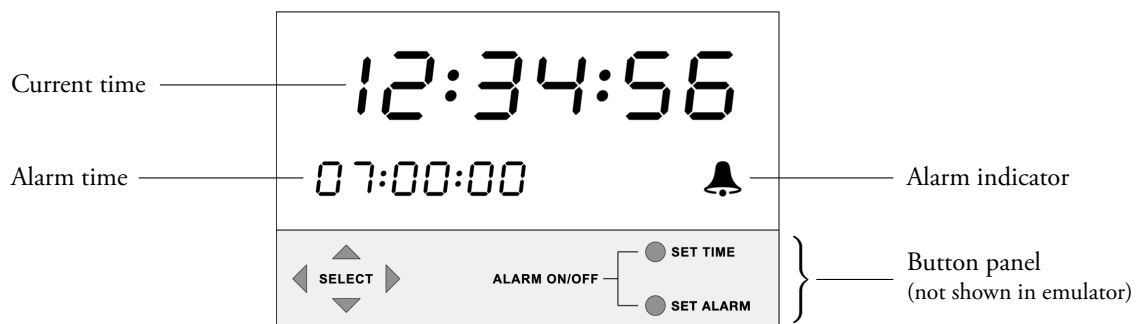 12:34:56
Current time
07:00:00
Alarm time
Alarm indicator
SET TIME
SELECT
ALARM ON/OFF
SET ALARM
Button panel
(not shown in emulator)